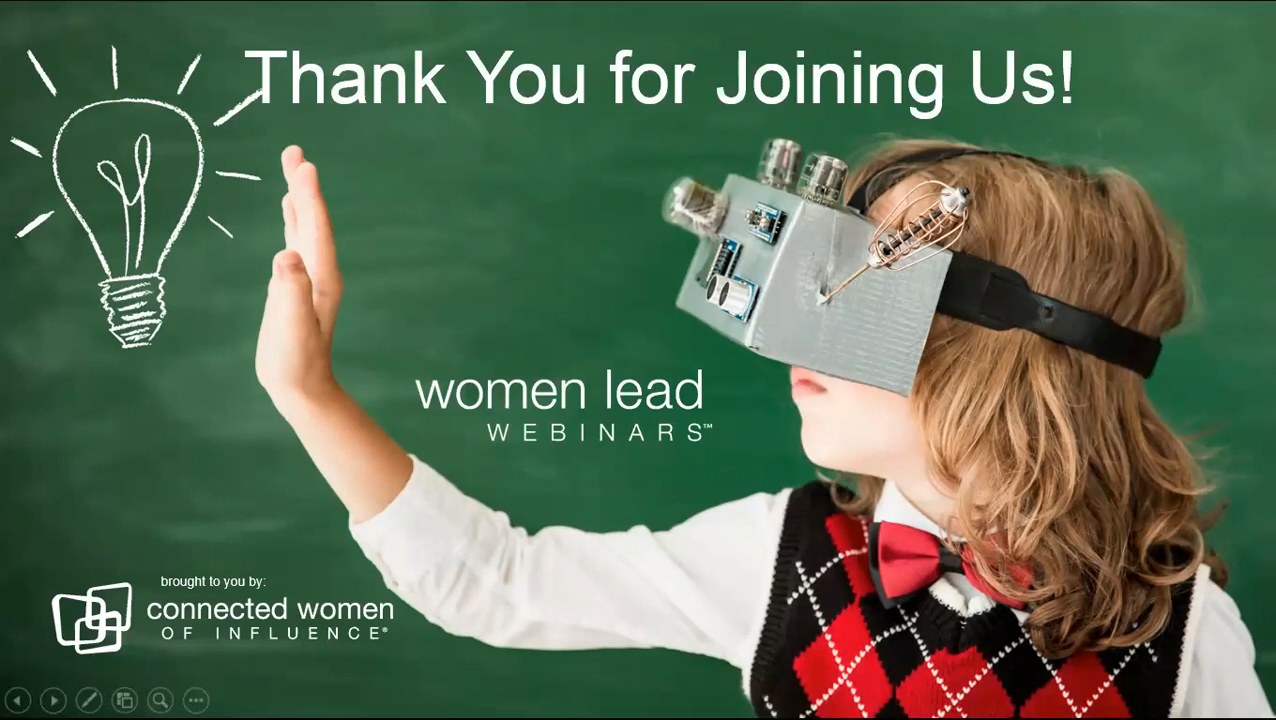 Thank You for Joining Us!
women lead
WEBINARS™
brought to you by:
connected women
OF INFLUENCE®